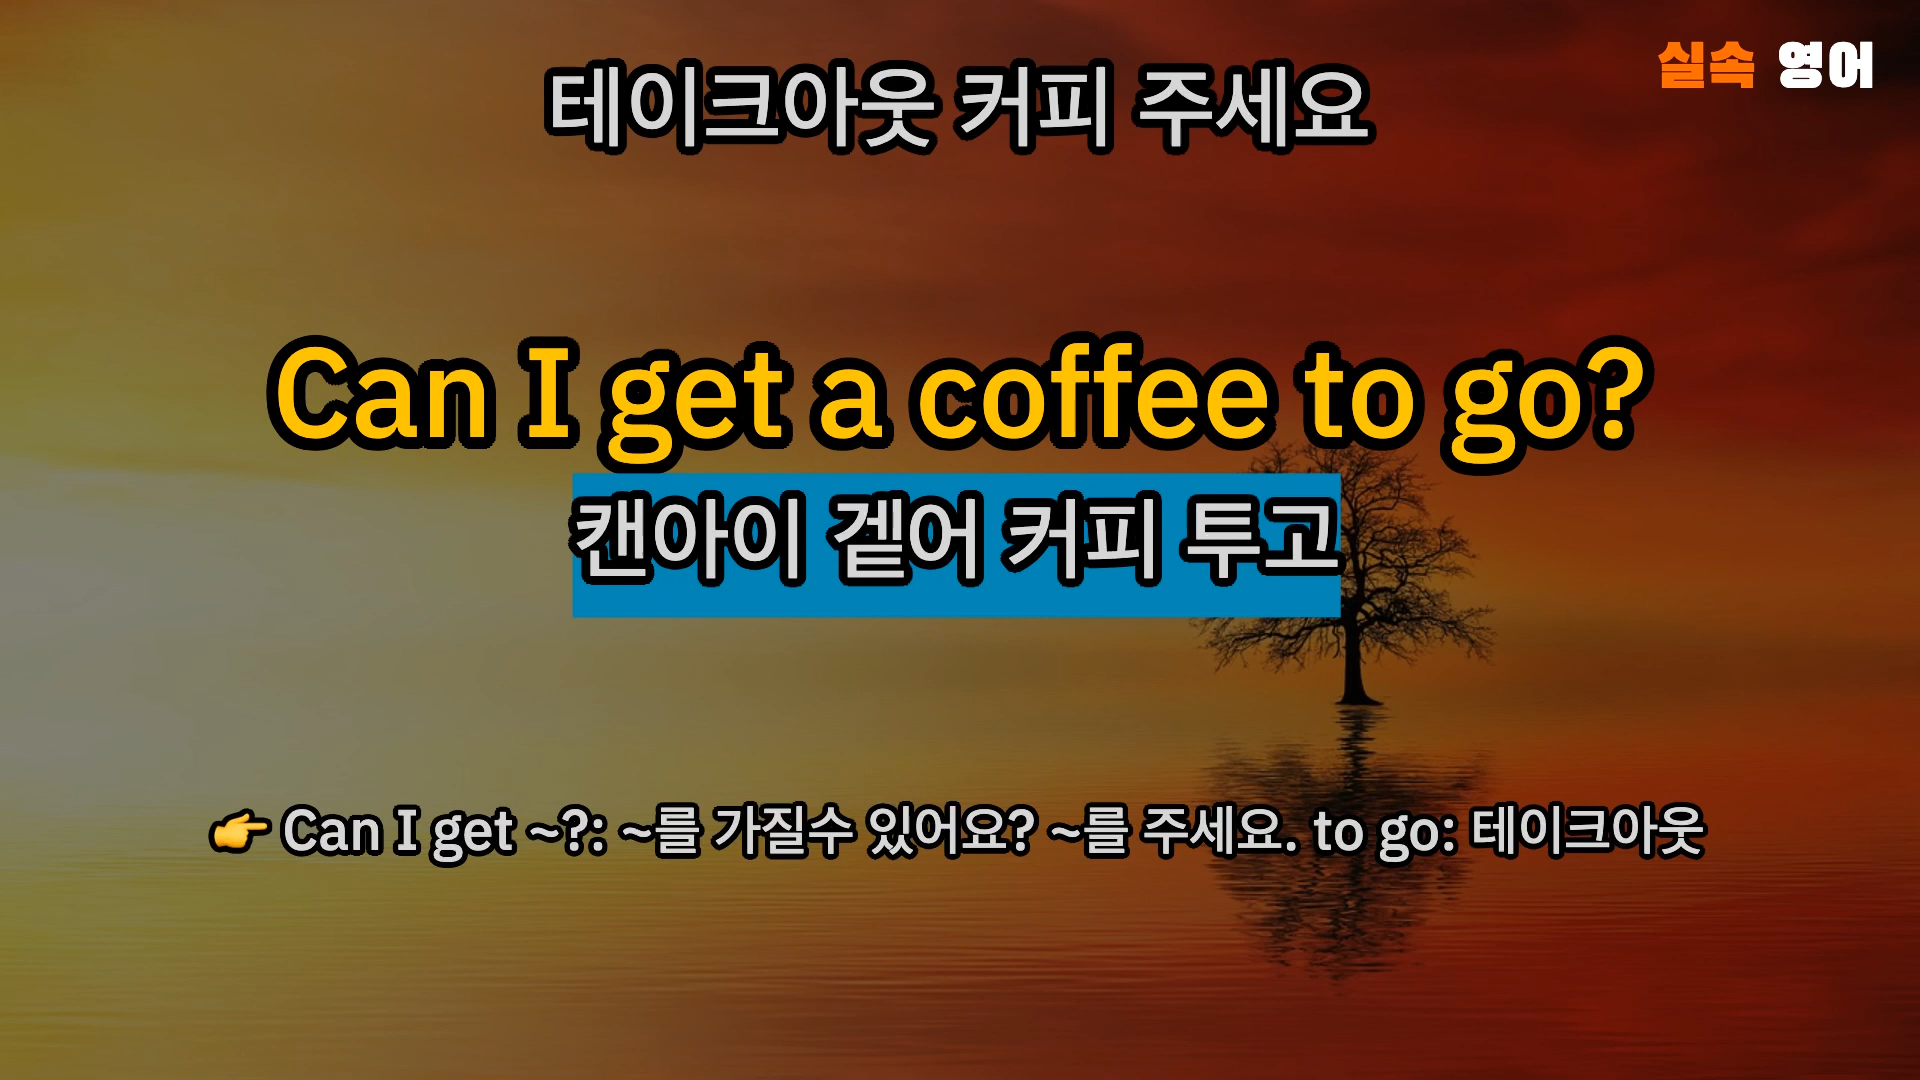 실속 영어
테이크아웃 커피 주세요
Can I get a coffee to go?
캔아이 겥어 커피 투고
👉 Can I get ~?: ~를 가질수 있어요? ~를 주세요. to go: 테이크아웃